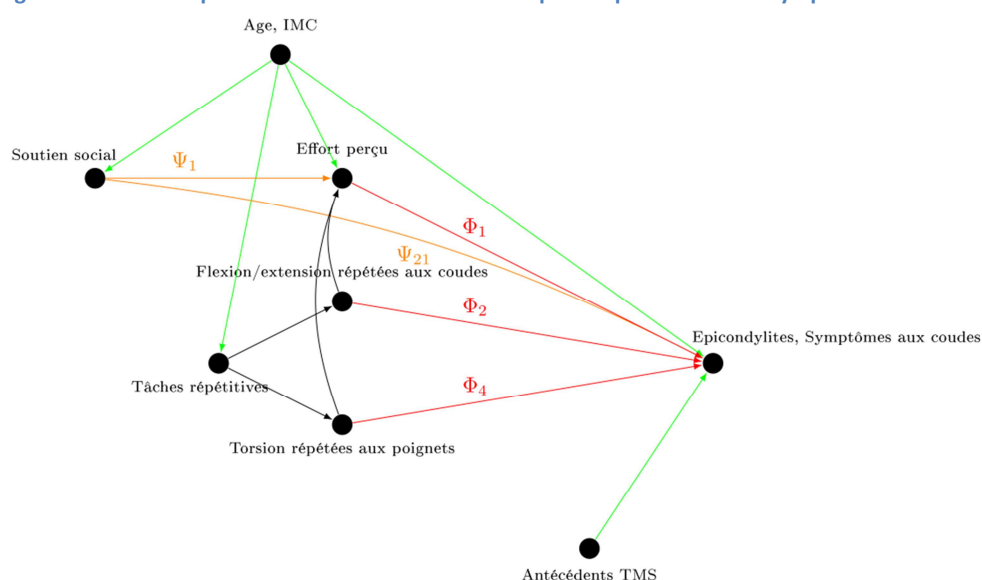 Age, IMC
Soutien social
Effort perçu
Ψ1
Φ1
Ψ21
Flexion/extension répétées aux coudes
Φ2
Epicondylites, Symptômes aux coudes
Tâches répétitives
Φ4
Torsion répétées aux poignets
Antécédents TMS